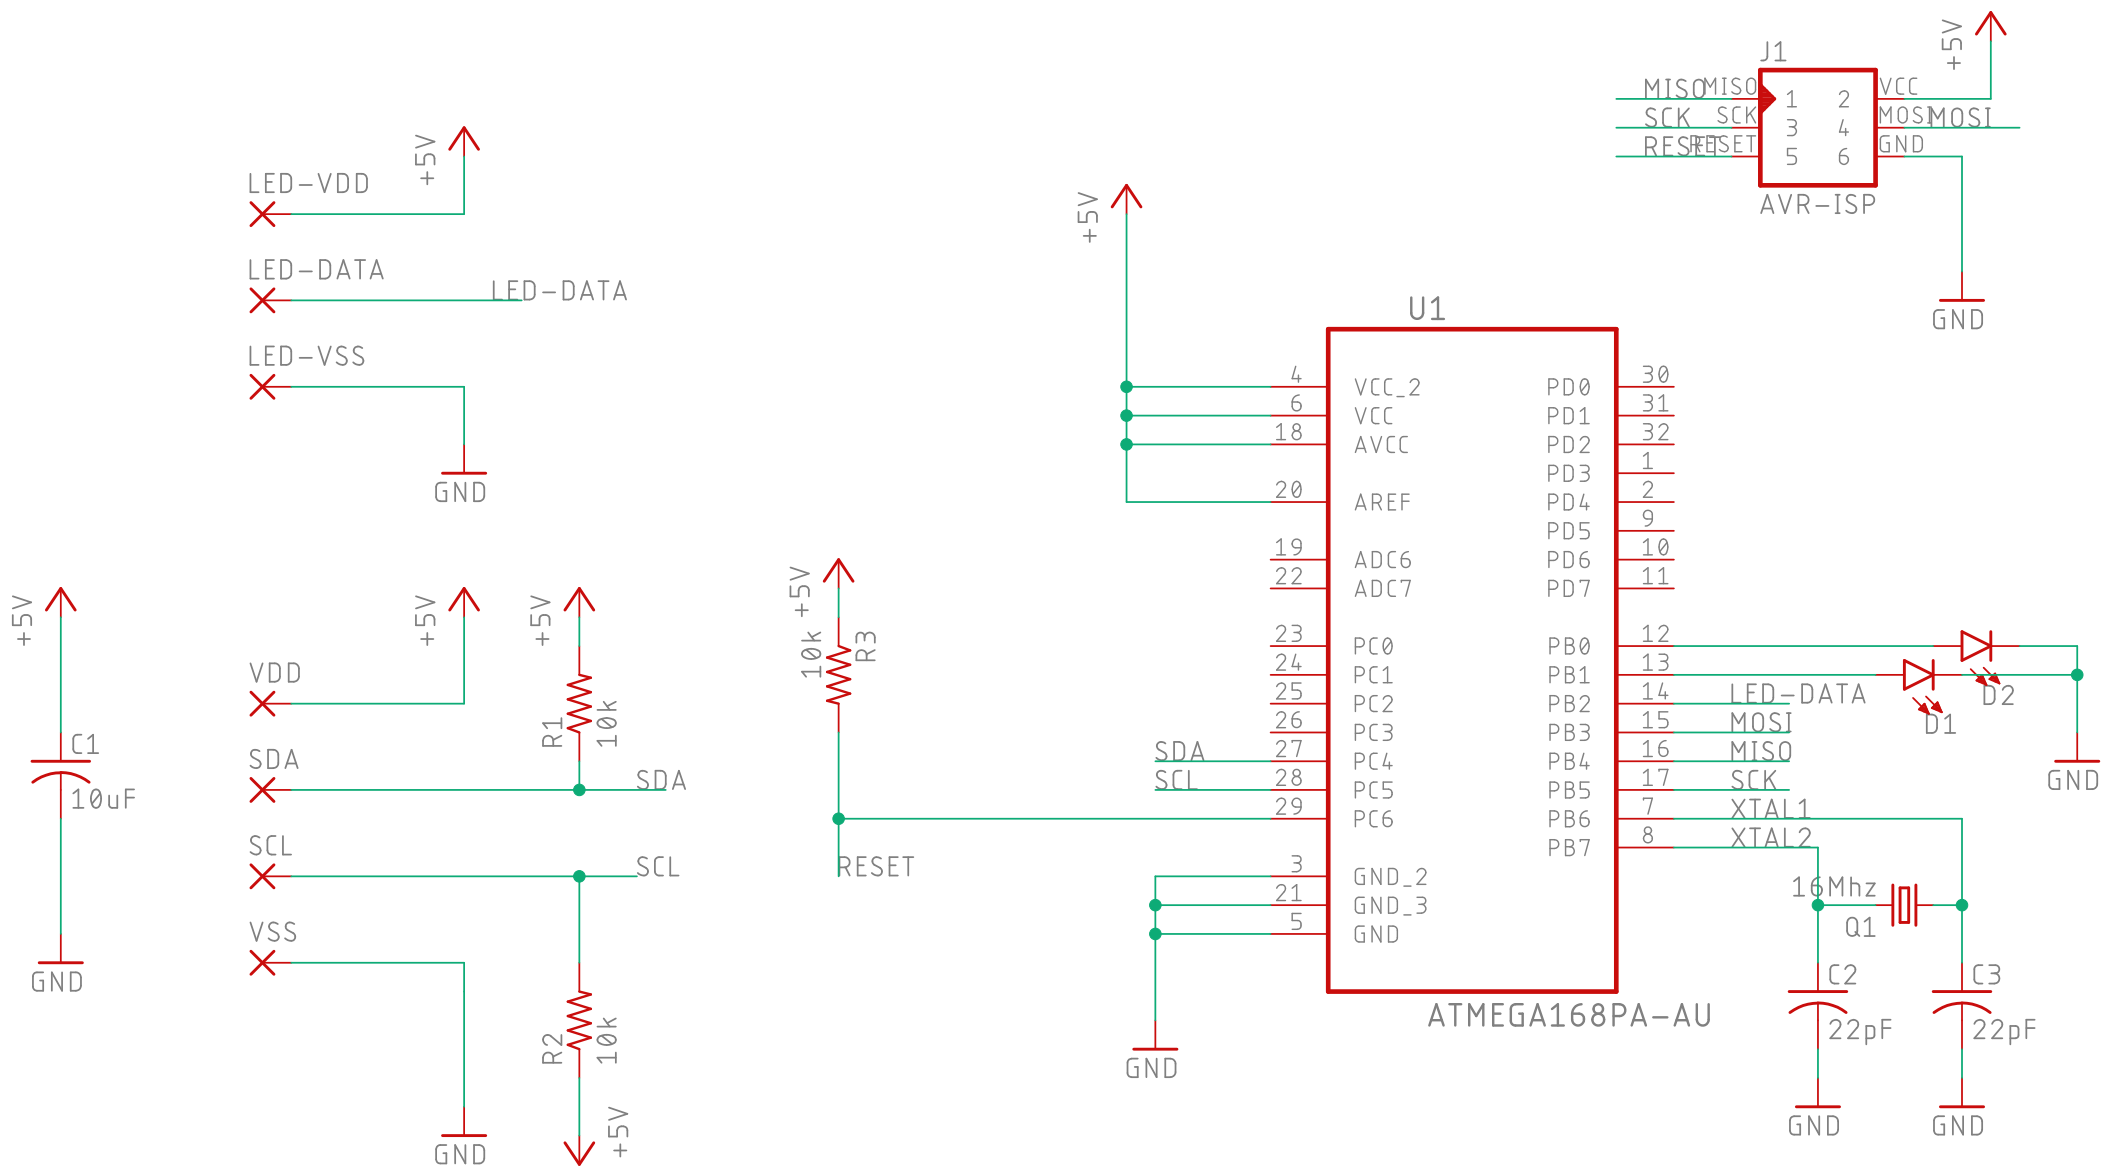 +5V
J1
MISO MISO 1 2 VCC
SCK SCK 3 4 MOSI MOSI
RESET RESET 5 6 GND
AVR-ISP
GND
+5V
LED-VDD
LED-DATA
LED-DATA
LED-VSS
GND
+5V
U1
4 VCC_2 PD0 30
6 VCC PD1 31
18 AVCC PD2 32
PD3 1
20 AREF PD4 2
PD5 9
19 ADC6 PD6 10
22 ADC7 PD7 11
23 PC0 PB0 12
24 PC1 PB1 13
25 PC2 PB2 14 LED-DATA
26 PC3 PB3 15 MOSI
SDA 27 PC4 PB4 16 MISO
SCL 28 PC5 PB5 17 SCK
29 PC6 PB6 7 XTAL1
PB7 8 XTAL2
3 GND_2
21 GND_3
5 GND
ATMEGA168PA-AU
GND
D2
D1
GND
16Mhz
Q1
C2
22pF
GND
C3
22pF
GND
+5V
10k
R3
RESET
+5V
C1
10uF
GND
+5V
VDD
+5V
R1
10k
SDA
SDA
SCL
SCL
VSS
R2
10k
+5V
GND